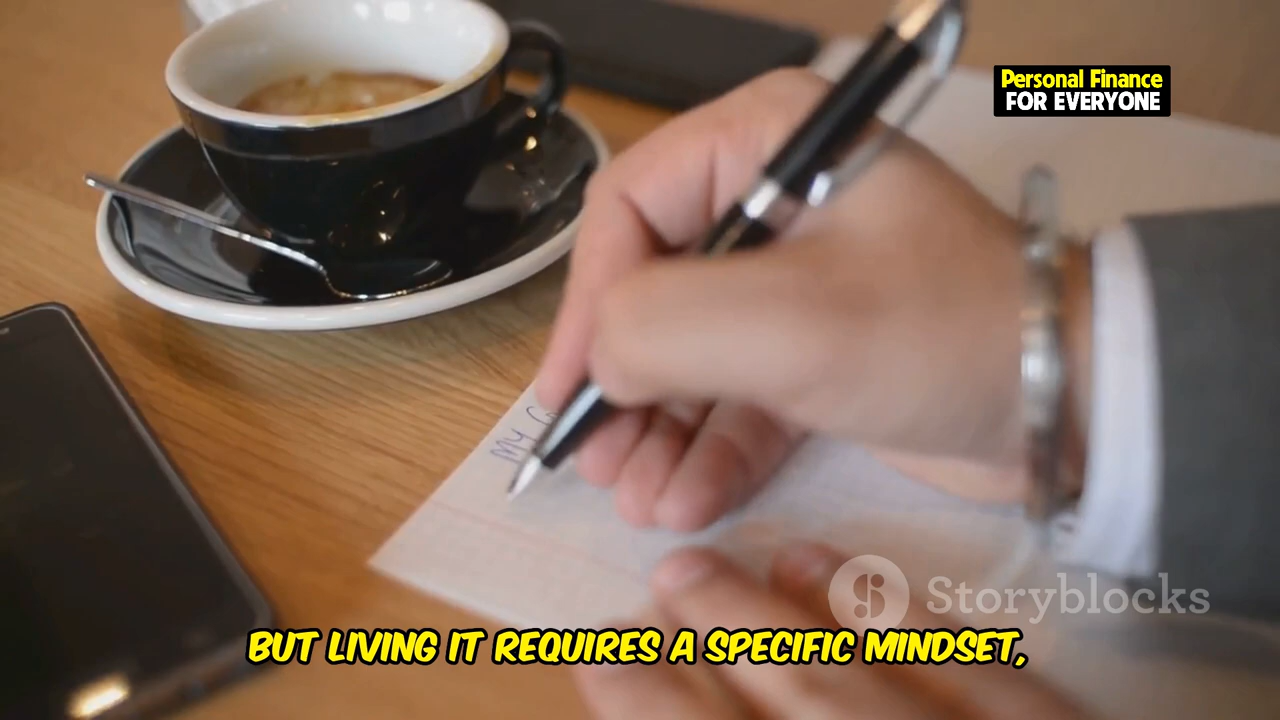 Personal Finance
FOR EVERYONE
My
Storyblocks
BUT LIVING IT REQUIRES A SPECIFIC MINDSET,